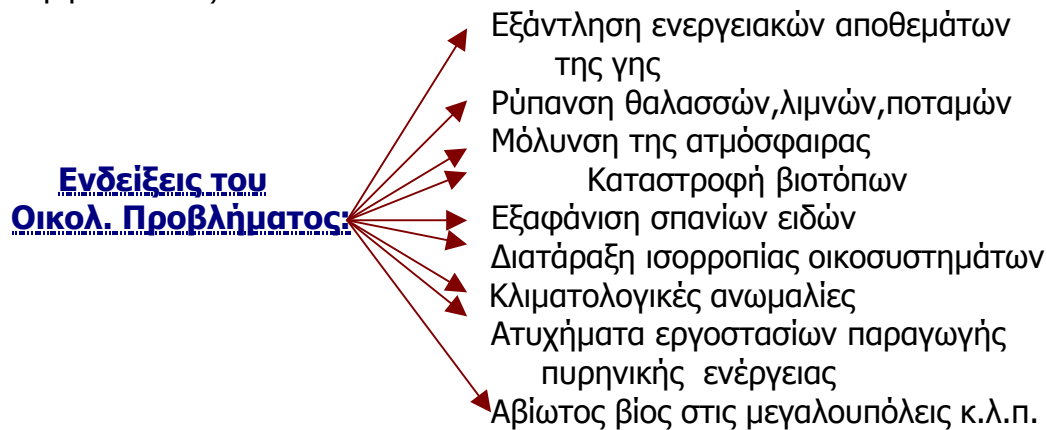 Ενδείξεις του
Οικολ. Προβλήματος:
Εξάντληση ενεργειακών αποθεμάτων
της γης
Ρύπανση θαλασσών,λιμνών,ποταμών
Μόλυνση της ατμόσφαιρας
Καταστροφή βιοτόπων
Εξαφάνιση σπανίων ειδών
Διατάραξη ισορροπίας οικοσυστημάτων
Κλιματολογικές ανωμαλίες
Ατυχήματα εργοστασίων παραγωγής
πυρηνικής ενέργειας
Αβίωτος βίος στις μεγαλουπόλεις κ.λ.π.